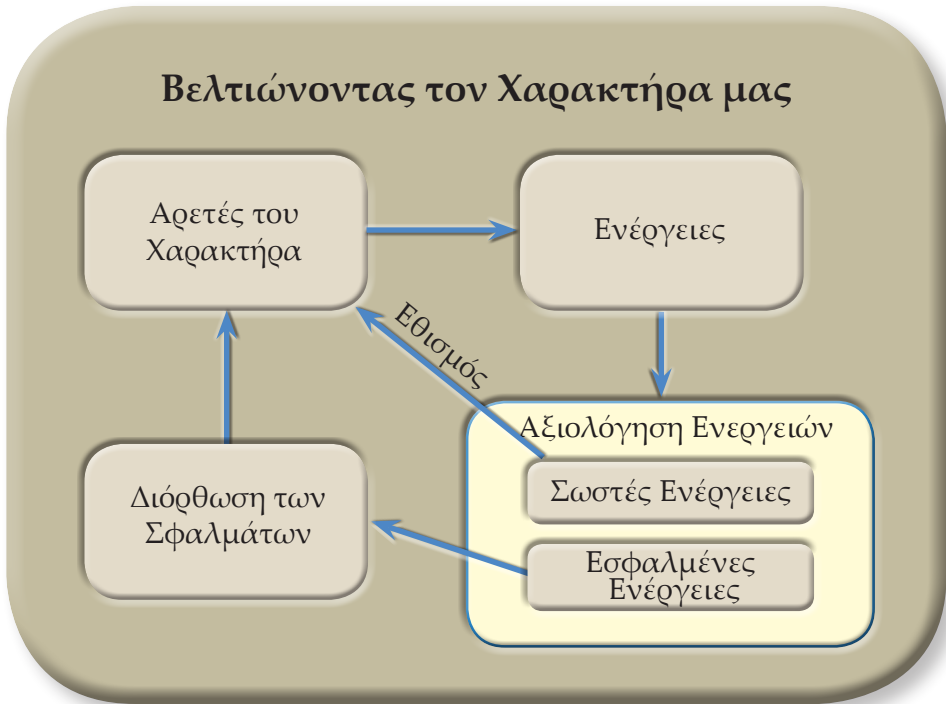 Βελτιώνοντας τον Χαρακτήρα μας
Αρετές του
Χαρακτήρα
Ενέργειες
Εθισμός
Αξιολόγηση Ενεργειών
Σωστές Ενέργειες
Εσφαλμένες
Ενέργειες
Διόρθωση των
Σφαλμάτων